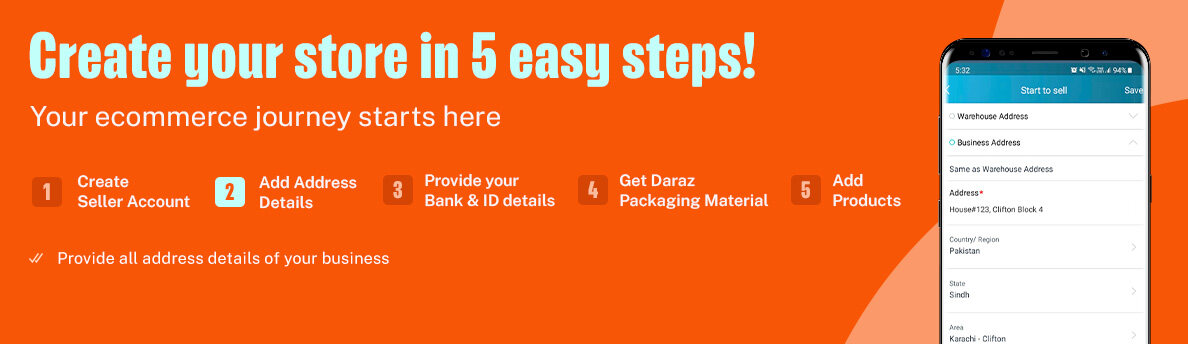 Create your store in 5 easy steps!
Your ecommerce journey starts here
1 Create
Seller Account
2 Add Address
Details
3 Provide your
Bank & ID details
4 Get Daraz
Packaging Material
5 Add
Products
Provide all address details of your business
5:32 94%
Start to sell Save
Warehouse Address
Business Address
Same as Warehouse Address
Address*
House#123, Clifton Block 4
Country/ Region
Pakistan
State
Sindh
Area
Karachi - Clifton